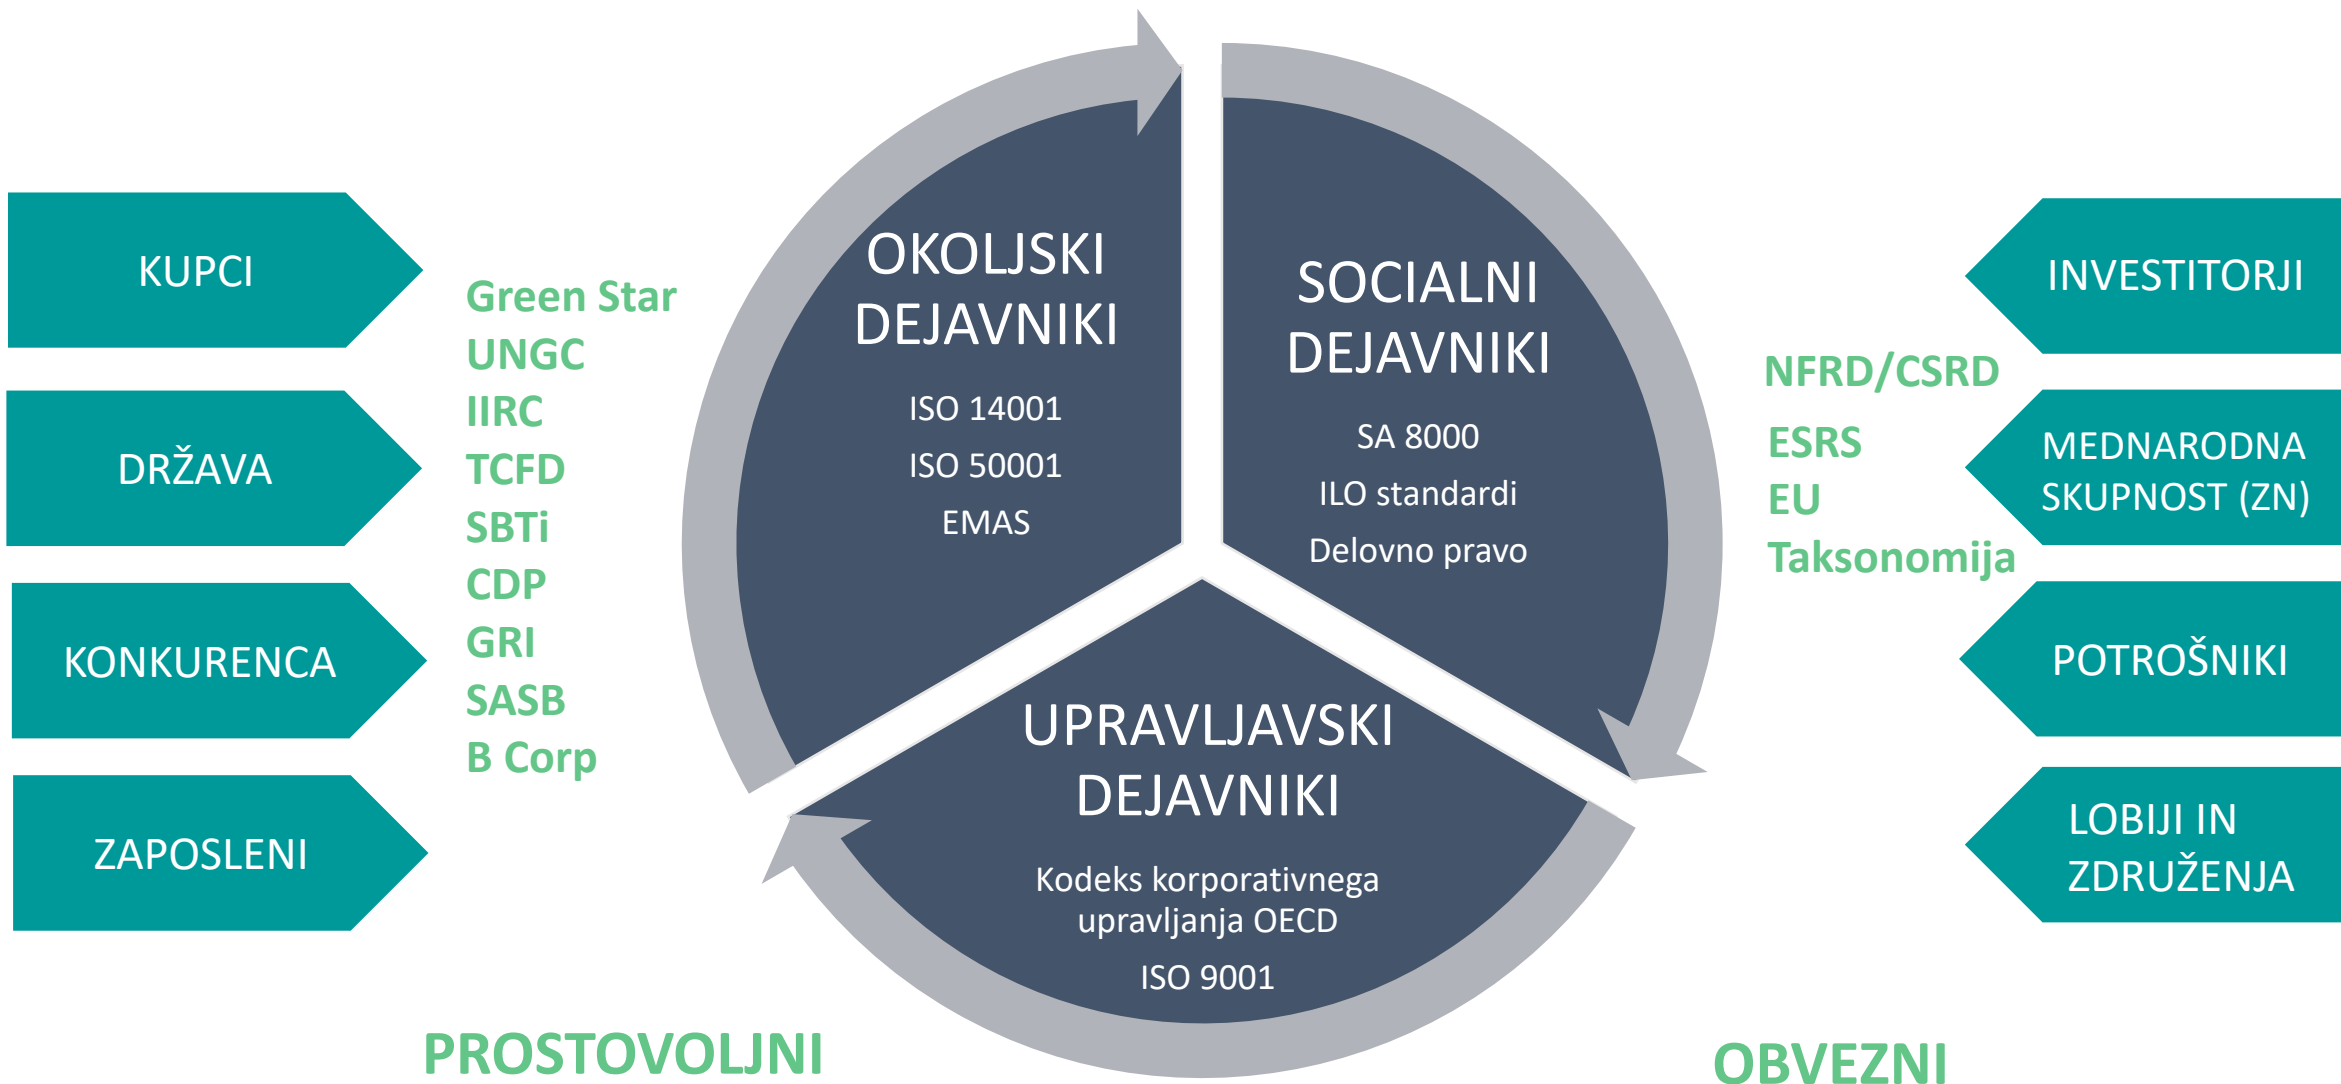 KUPCI
DRŽAVA
KONKURENCA
ZAPOSLENI
Green Star
UNGC
IIRC
TCFD
SBTi
CDP
GRI
SASB
B Corp
PROSTOVOLJNI
OKOLJSKI
DEJAVNIKI
ISO 14001
ISO 50001
EMAS
SOCIALNI
DEJAVNIKI
SA 8000
ILO standardi
Delovno pravo
UPRAVLJAVSKI
DEJAVNIKI
Kodeks korporativnega
upravljanja OECD
ISO 9001
NFRD/CSRD
ESRS
EU
Taksonomija
OBVEZNI
INVESTITORJI
MEDNARODNA
SKUPNOST (ZN)
POTROŠNIKI
LOBIJI IN
ZDRUŽENJA